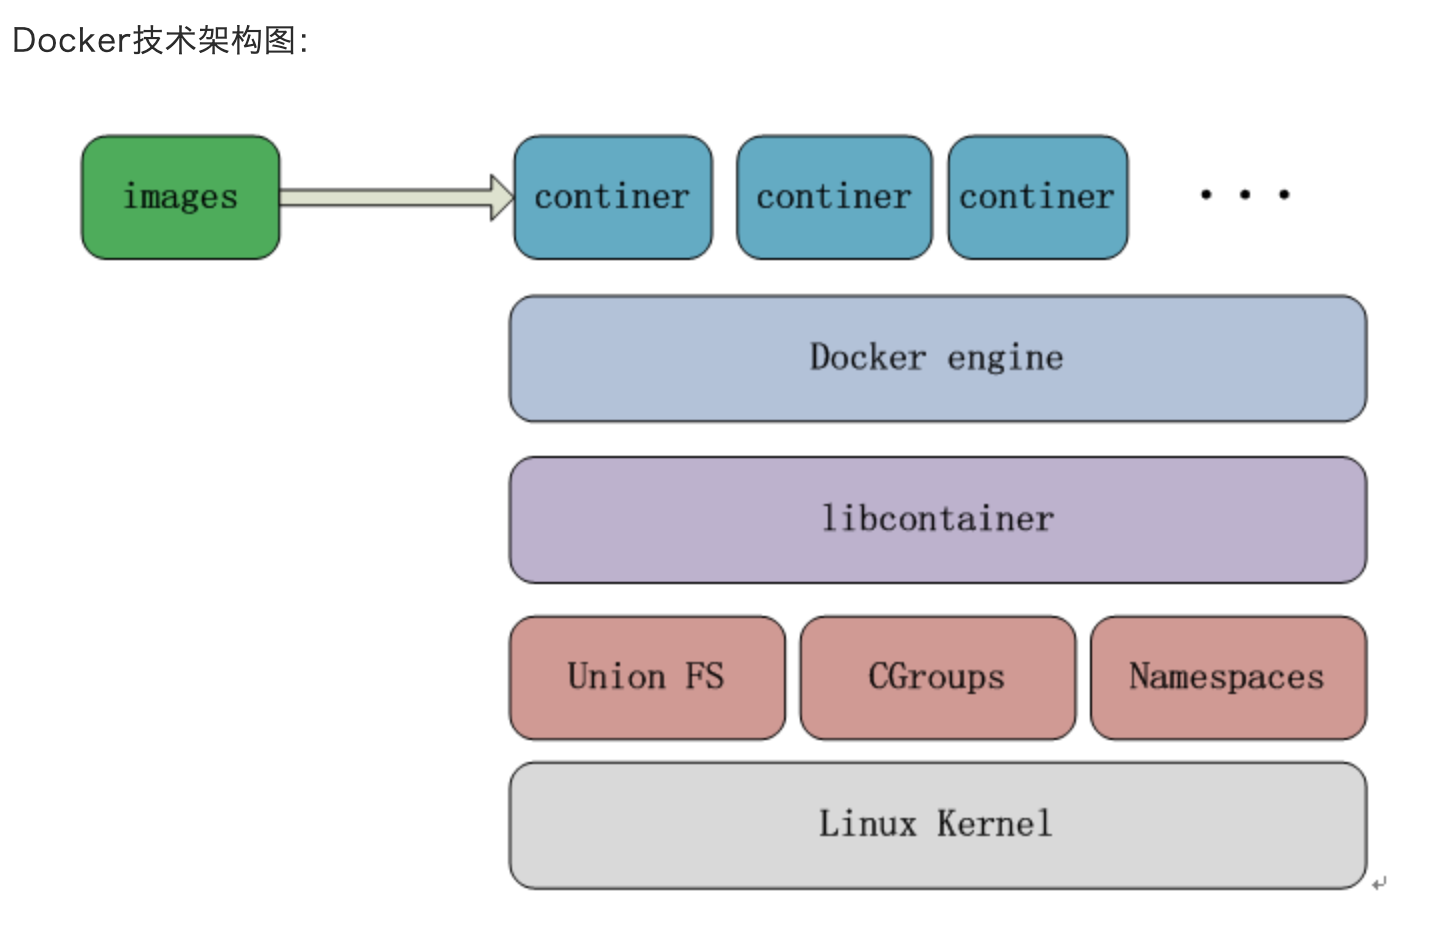 Docker技术架构图:
images
continer
continer
continer
...
Docker engine
libcontainer
Union FS
CGroups
Namespaces
Linux Kernel